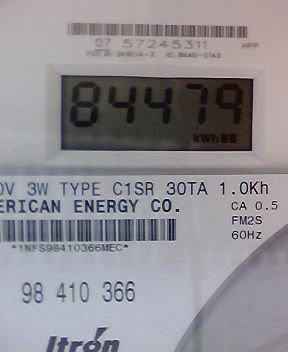 07 57245311 HPP
84479
kWh
0V 3W TYPE C1SR 30TA 1.0Kh
ERICAN ENERGY CO.
CA 0.5
FM2S
60Hz
*1NFS98410366MEC*
98 410 366
Itron